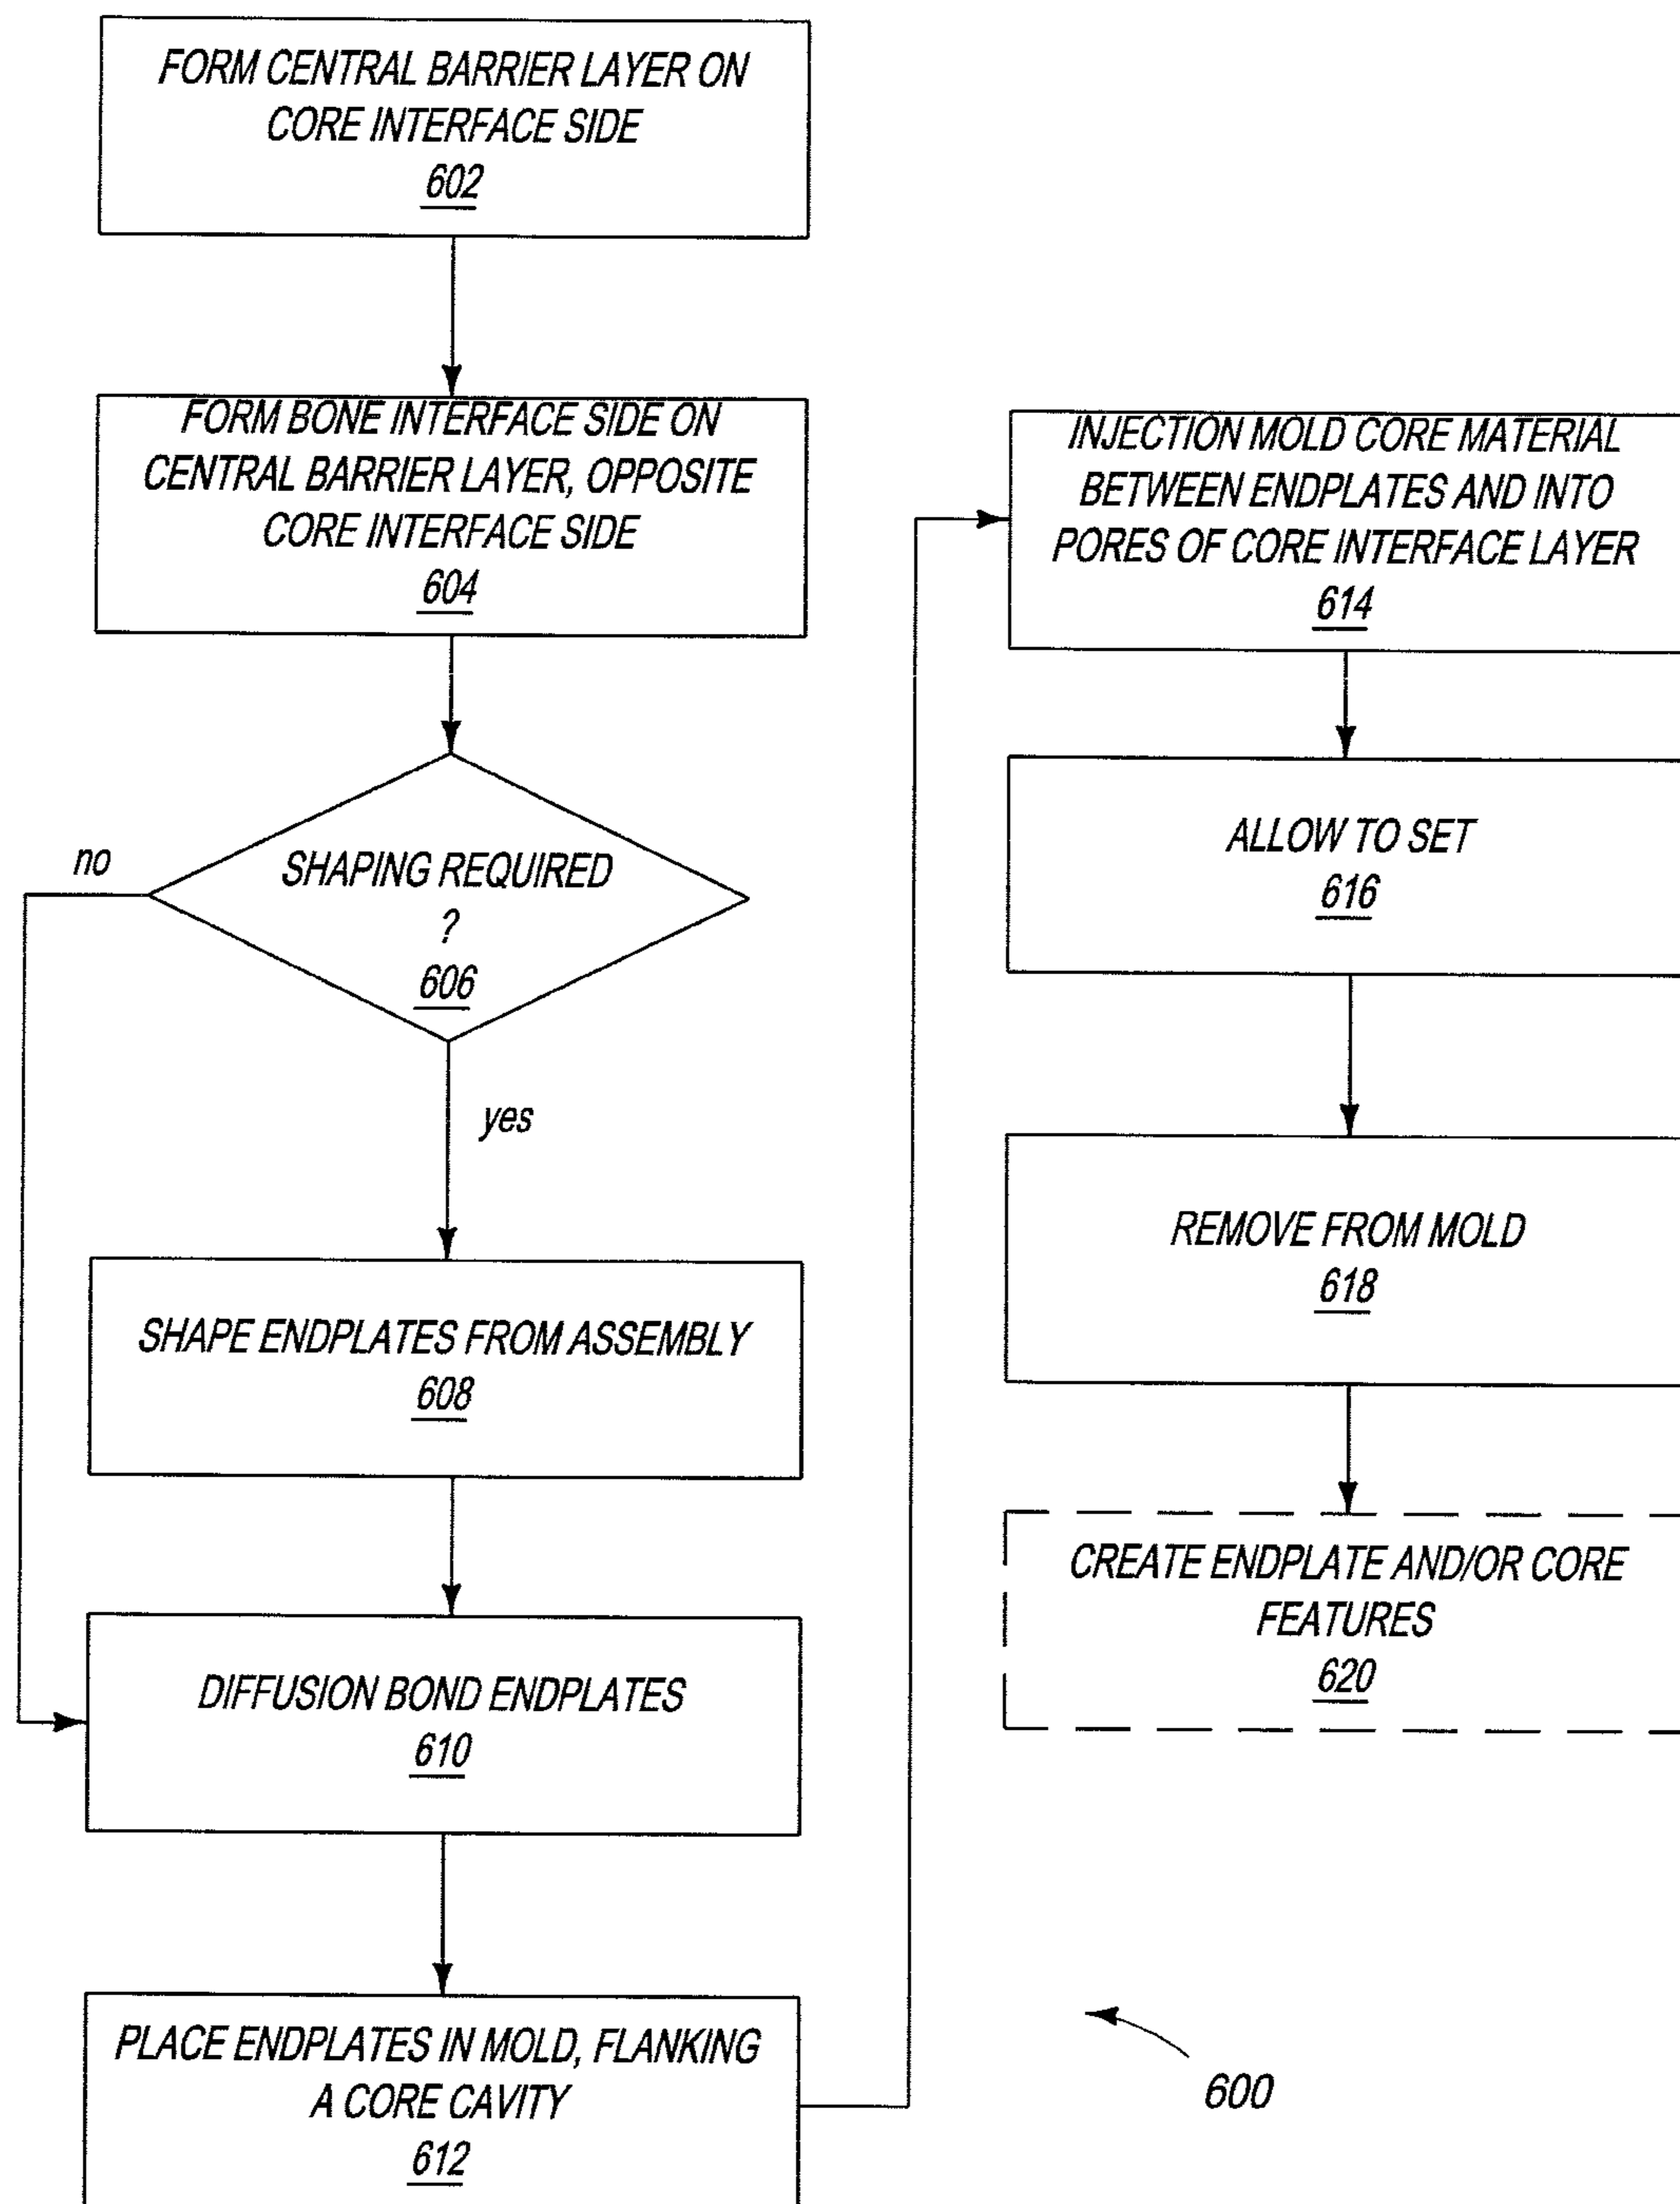 FORM CENTRAL BARRIER LAYER ON
CORE INTERFACE SIDE
602
FORM BONE INTERFACE SIDE ON
CENTRAL BARRIER LAYER, OPPOSITE
CORE INTERFACE SIDE
604
no
SHAPING REQUIRED
?
606
yes
SHAPE ENDPLATES FROM ASSEMBLY
608
DIFFUSION BOND ENDPLATES
610
PLACE ENDPLATES IN MOLD, FLANKING
A CORE CAVITY
612
INJECTION MOLD CORE MATERIAL
BETWEEN ENDPLATES AND INTO
PORES OF CORE INTERFACE LAYER
614
ALLOW TO SET
616
REMOVE FROM MOLD
618
CREATE ENDPLATE AND/OR CORE
FEATURES
620
600